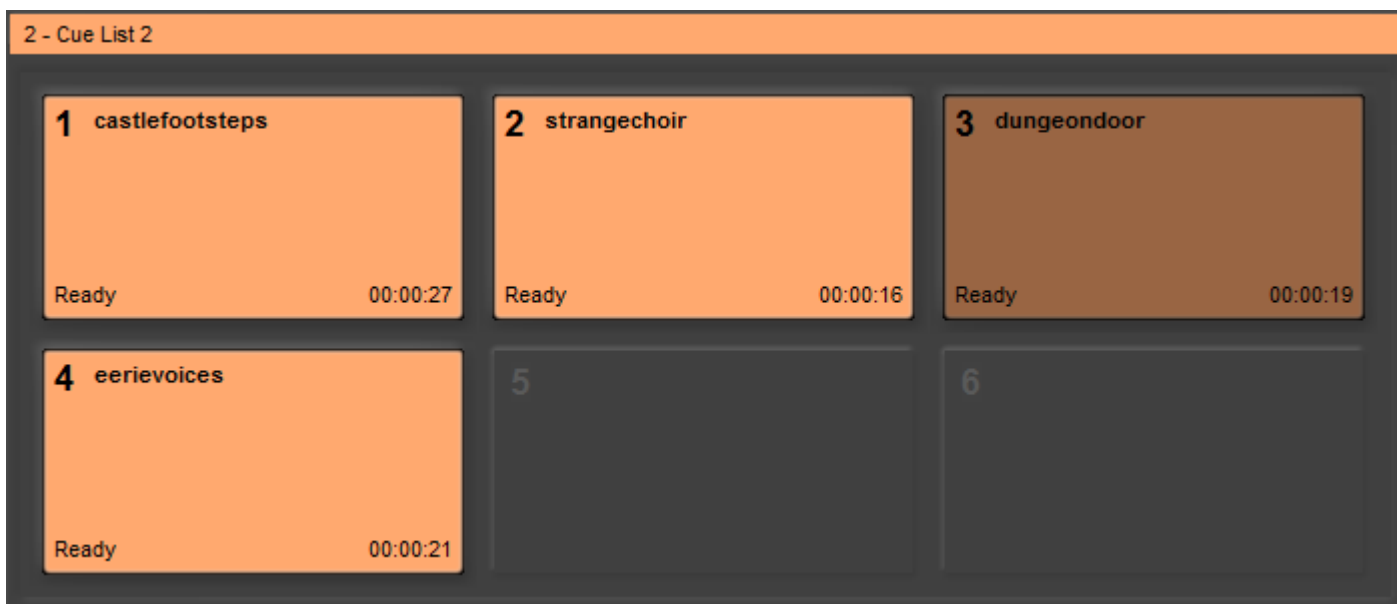 2 - Cue List 2
1 castlefootsteps
2 strangechoir
3 dungeondoor
Ready 00:00:27
Ready 00:00:16
Ready 00:00:19
4 eerievoices
5
6
Ready 00:00:21